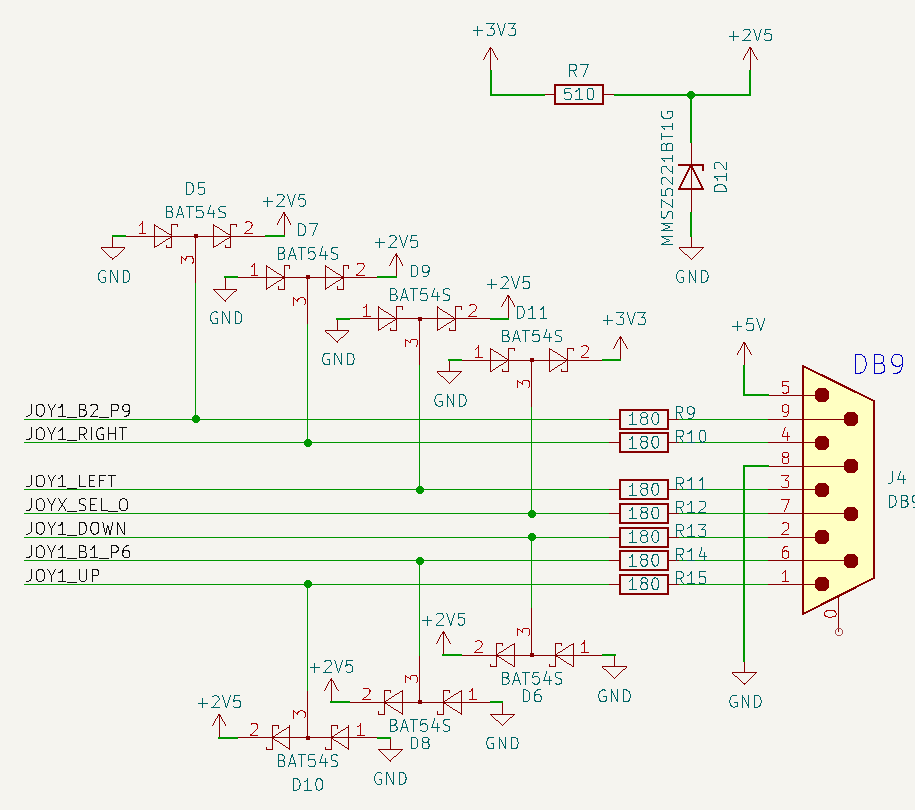 +3V3
+2V5
R7
510
MMSZ5221BT1G
D12
GND
D5
BAT54S
+2V5
1
2
3
GND
D7
BAT54S
+2V5
1
2
3
GND
D9
BAT54S
+2V5
1
2
3
GND
D11
BAT54S
+3V3
1
2
3
GND
+5V
DB9
5
JOY1_B2_P9
180
R9
9
JOY1_RIGHT
180
R10
4
8
JOY1_LEFT
180
R11
3
J4
JOYX_SEL_O
180
R12
7
DB9
JOY1_DOWN
180
R13
2
JOY1_B1_P6
180
R14
6
JOY1_UP
180
R15
1
0
GND
+2V5
2
3
1
BAT54S
D6
GND
+2V5
2
3
1
BAT54S
D8
GND
+2V5
2
3
1
BAT54S
D10
GND